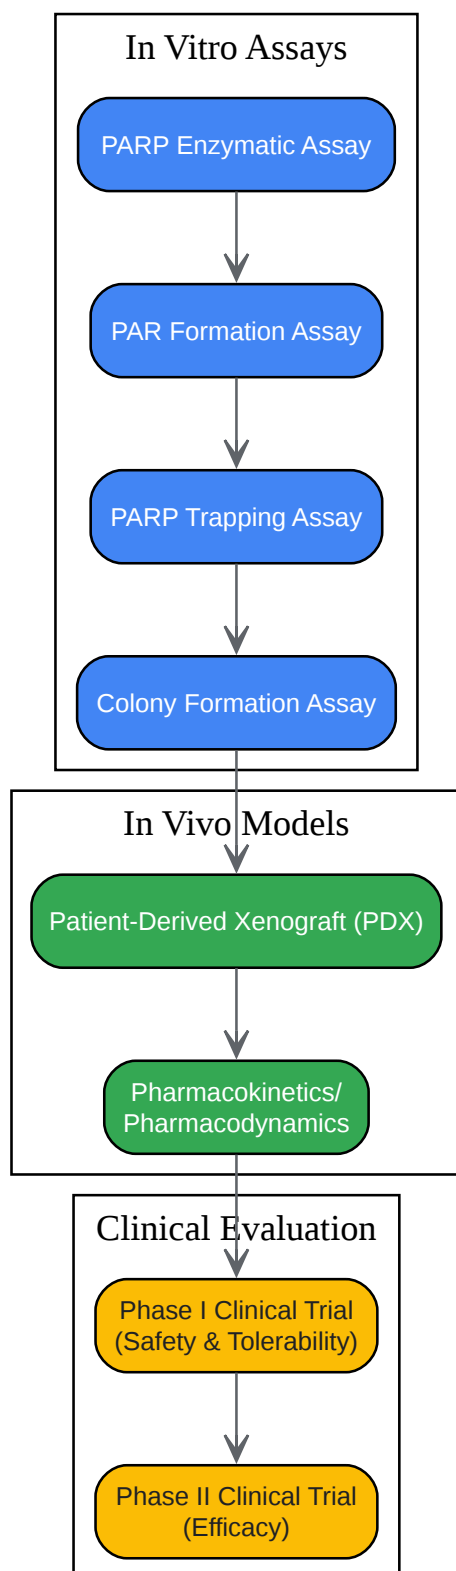 In Vitro Assays
PARP Enzymatic Assay
PAR Formation Assay
PARP Trapping Assay
Colony Formation Assay
In Vivo Models
Patient-Derived Xenograft (PDX)
Pharmacokinetics/
Pharmacodynamics
Clinical Evaluation
Phase I Clinical Trial
(Safety & Tolerability)
Phase II Clinical Trial
(Efficacy)